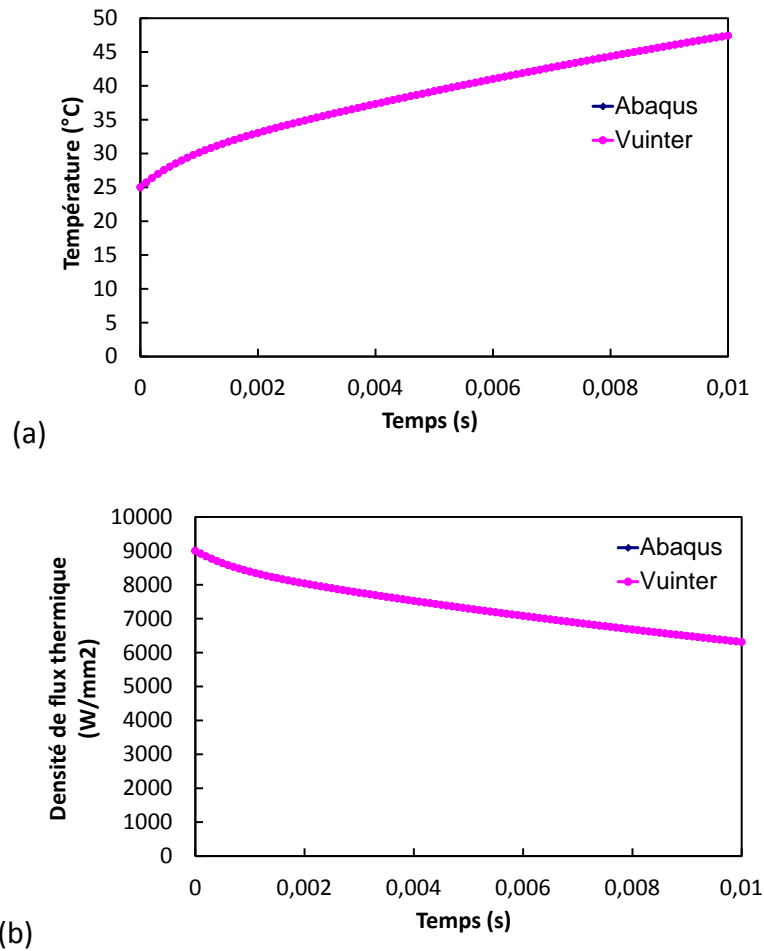 50
45
40
35
30
25
20
15
10
5
0
Température (°C)
Abaqus
Vuinter
0 0,002 0,004 0,006 0,008 0,01
Temps (s)
(a)
10000
9000
8000
7000
6000
5000
4000
3000
2000
1000
0
Densité de flux thermique
(W/mm2)
Abaqus
Vuinter
0 0,002 0,004 0,006 0,008 0,01
Temps (s)
(b)